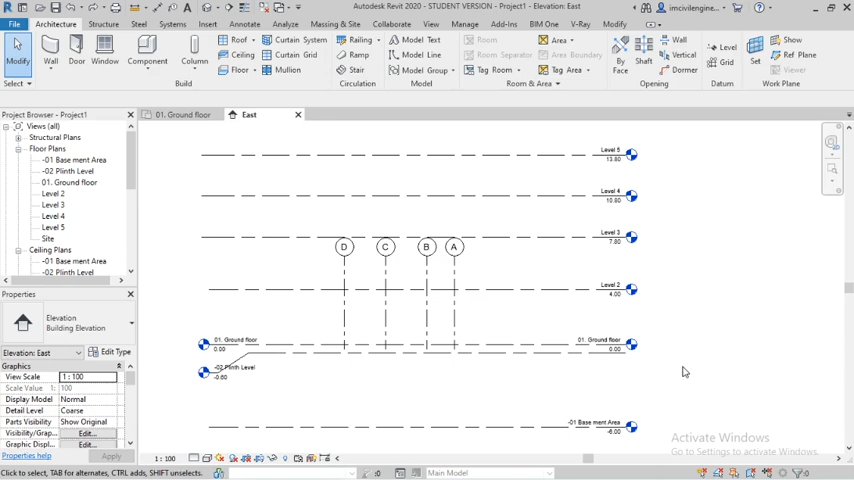 Autodesk Revit 2020 - STUDENT VERSION - Project1 - Elevation: East
imcivilengine...
File Architecture Structure Steel Systems Insert Annotate Analyze Massing & Site Collaborate View Manage Add-Ins BIM One V-Ray Modify
Modify Wall Door Window Component Column
Roof Curtain System Railing Model Text Room Area Wall Level Show
Ceiling Curtain Grid Ramp Model Line Room Separator Area Boundary Vertical Grid Ref Plane
Floor Mullion Stair Model Group Tag Room Tag Area By Face Shaft Dormer Set Viewer
Select Build Circulation Model Room & Area Opening Datum Work Plane
Project Browser - Project1
01. Ground floor East
Views (all)
Structural Plans
Floor Plans
-01 Base ment Area
-02 Plinth Level
01. Ground floor
Level 2
Level 3
Level 4
Level 5
Site
Ceiling Plans
-01 Base ment Area
-02 Plinth Level
Properties
Elevation
Building Elevation
Elevation: East Edit Type
Graphics
View Scale 1 : 100
Scale Value 1: 100
Display Model Normal
Detail Level Coarse
Parts Visibility Show Original
Visibility/Grap... Edit...
Graphic Displ... Edit...
Properties help Apply
Level 5
13.80
Level 4
10.80
Level 3
7.80
D C B A
Level 2
4.00
01. Ground floor 01. Ground floor
0.00 0.00
-02 Plinth Level
-0.60
-01 Base ment Area
-6.00
Activate Windows
Go to Settings to activate Windows.
1 : 100
Click to select, TAB for alternates, CTRL adds, SHIFT unselects. :0 Main Model :0